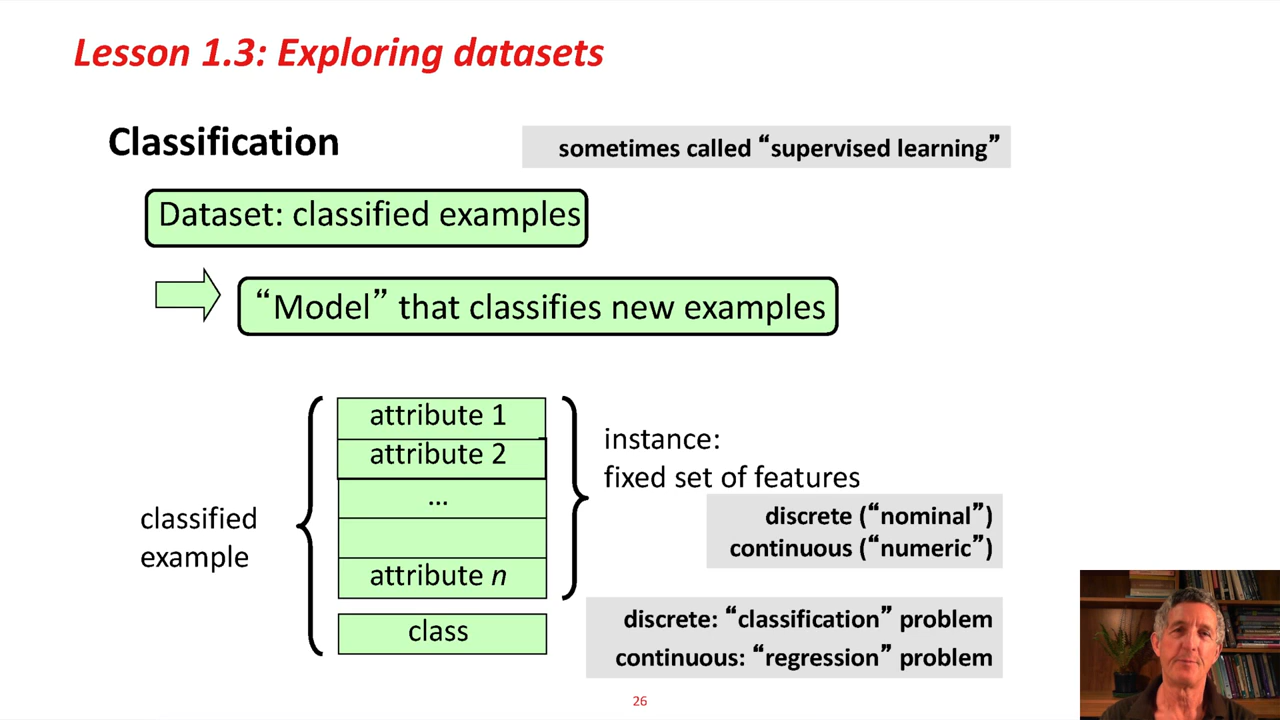 Lesson 1.3: Exploring datasets
Classification
sometimes called “supervised learning”
Dataset: classified examples
“Model” that classifies new examples
attribute 1
attribute 2
...
attribute n
class
classified
example
instance:
fixed set of features
discrete (“nominal”)
continuous (“numeric”)
discrete: “classification” problem
continuous: “regression” problem
26